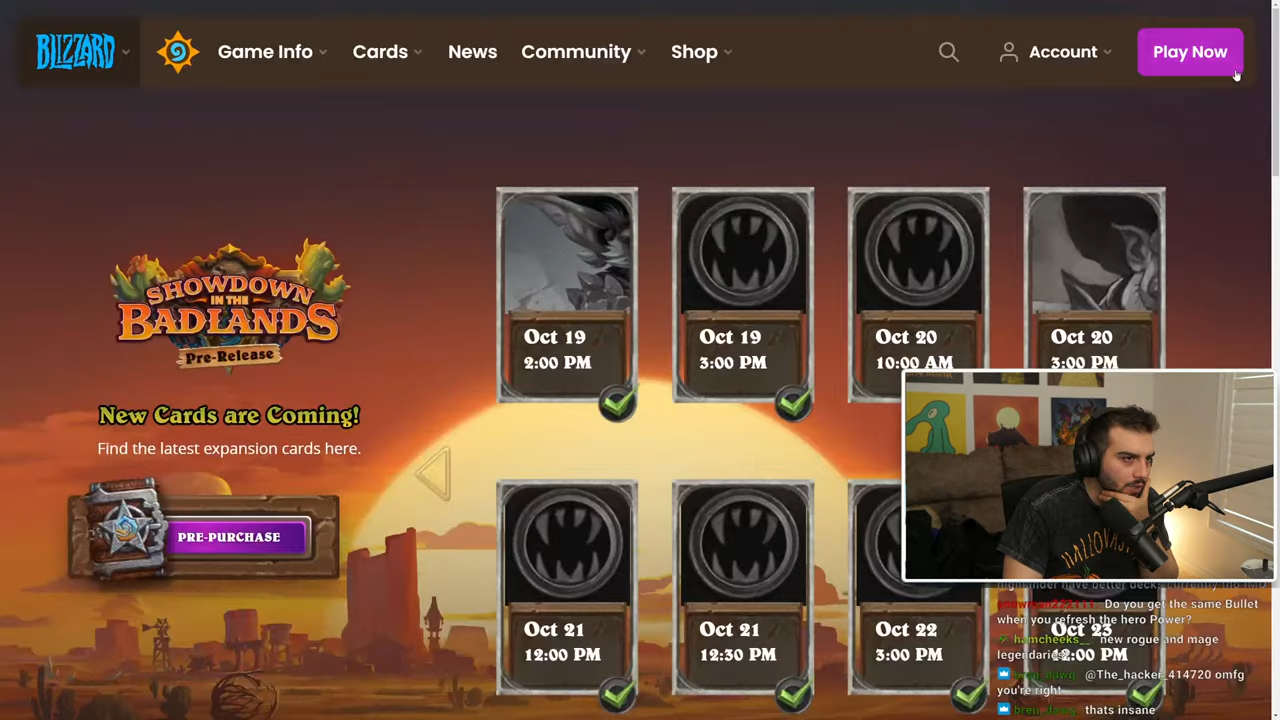 BLIZZARD
Game Info
Cards
News
Community
Shop
Account
Play Now
SHOWDOWN
IN THE
BADLANDS
Pre-Release
New Cards are Coming!
Find the latest expansion cards here.
PRE-PURCHASE
Oct 19
2:00 PM
Oct 19
3:00 PM
Oct 20
10:00 AM
Oct 20
3:00 PM
Oct 21
12:00 PM
Oct 21
12:30 PM
Oct 22
3:00 PM
Oct 23
12:00 PM
Do you get the same Bullet
when you refresh the hero Power?
hamcheeks__ new rogue and mage
legendaries
bren_dawg @The_hacker_414720 omfg
you're right
bren_dawg thats insane